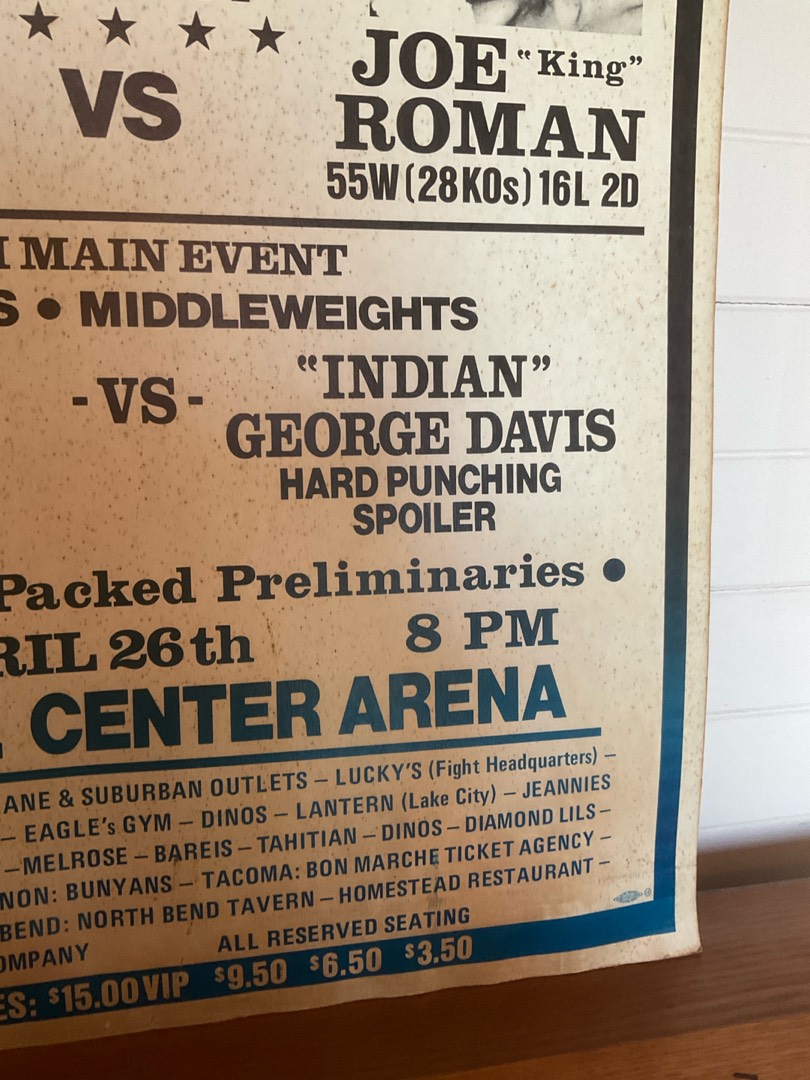 VS
JOE "King"
ROMAN
55W (28 KOs) 16L 2D
MAIN EVENT
S • MIDDLEWEIGHTS
-VS-
"INDIAN"
GEORGE DAVIS
HARD PUNCHING
SPOILER
Packed Preliminaries •
RIL 26th 8 PM
CENTER ARENA
ANE & SUBURBAN OUTLETS – LUCKY'S (Fight Headquarters) –
– EAGLE's GYM – DINOS – LANTERN (Lake City) – JEANNIES
– MELROSE – BAREIS – TAHITIAN – DINOS – DIAMOND LILS –
NON: BUNYANS – TACOMA: BON MARCHE TICKET AGENCY –
BEND: NORTH BEND TAVERN – HOMESTEAD RESTAURANT –
OMPANY ALL RESERVED SEATING
ES: $15.00 VIP $9.50 $6.50 $3.50